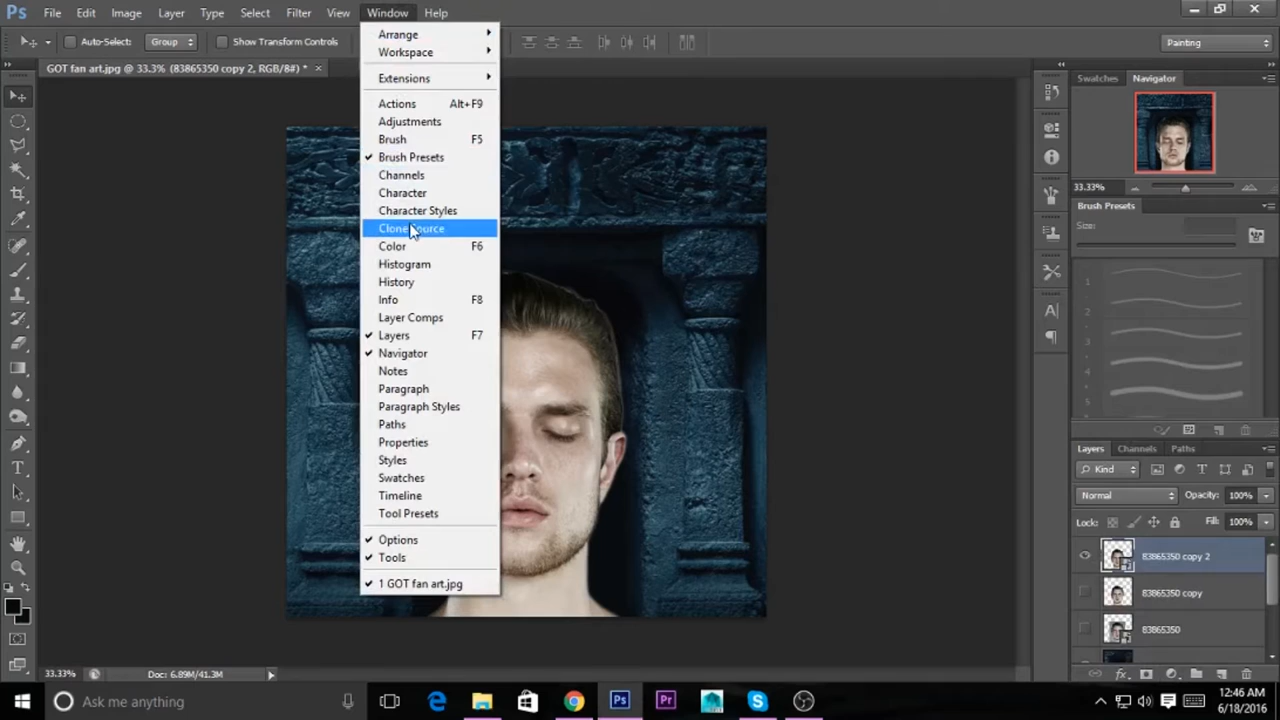 Ps File Edit Image Layer Type Select Filter Window Help
Auto-Select: Group Show Transform Controls Painting
GOT fan art.jpg @ 33.3% (83865350 copy 2, RGB/8#) * ×
Arrange
Workspace
Extensions
Actions Alt+F9
Adjustments
Brush F5
Brush Presets
Channels
Character
Character Styles
Clone Source
Color F6
Histogram
History
Info F8
Layer Comps
Layers F7
Navigator
Notes
Paragraph
Paragraph Styles
Paths
Properties
Styles
Swatches
Timeline
Tool Presets
Options
Tools
1 GOT fan art.jpg
Swatches Navigator
33.33%
Brush Presets
Size:
1
2
3
4
5
Layers Channels Paths
Kind
Normal Opacity: 100%
Lock: Fill: 100%
83865350 copy 2
83865350 copy
83865350
33.33% Doc: 6.89M/41.3M
Ask me anything
12:46 AM
6/18/2016